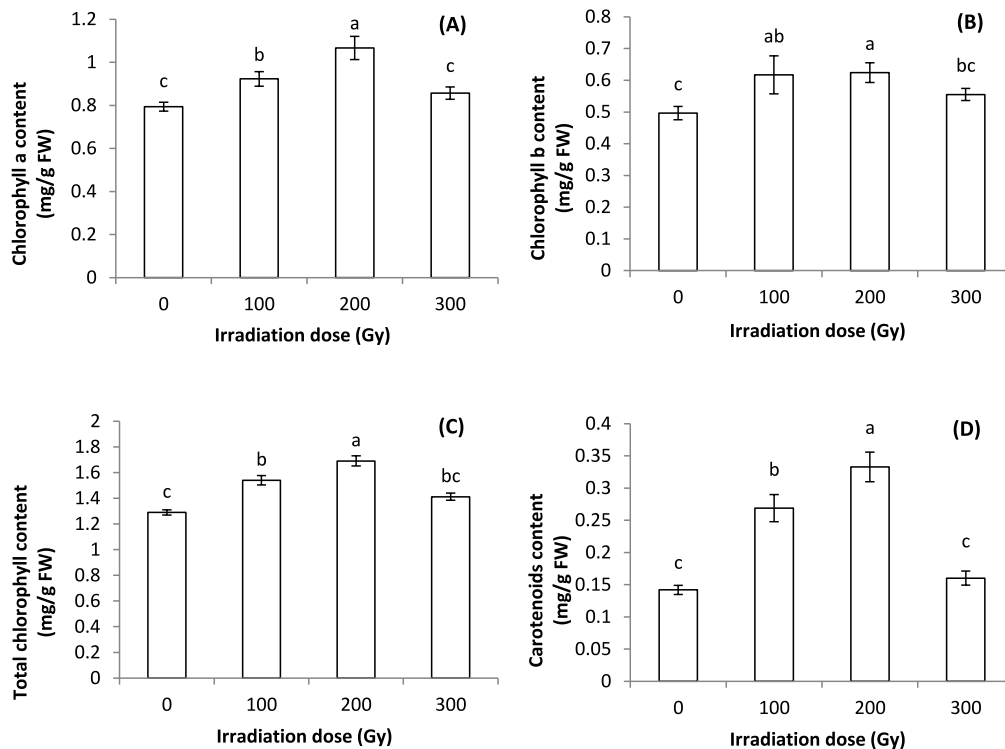 (A)
Chlorophyll a content
(mg/g FW)
1.2
1
0.8
0.6
0.4
0.2
0
c
b
a
c
0 100 200 300
Irradiation dose (Gy)
(B)
Chlorophyll b content
(mg/g FW)
0.8
0.7
0.6
0.5
0.4
0.3
0.2
0.1
0
c
ab
a
bc
0 100 200 300
Irradiation dose (Gy)
(C)
Total chlorophyll content
(mg/g FW)
2
1.8
1.6
1.4
1.2
1
0.8
0.6
0.4
0.2
0
c
b
a
bc
0 100 200 300
Irradiation dose (Gy)
(D)
Carotenoids content
(mg/g FW)
0.4
0.35
0.3
0.25
0.2
0.15
0.1
0.05
0
c
b
a
c
0 100 200 300
Irradiation dose (Gy)